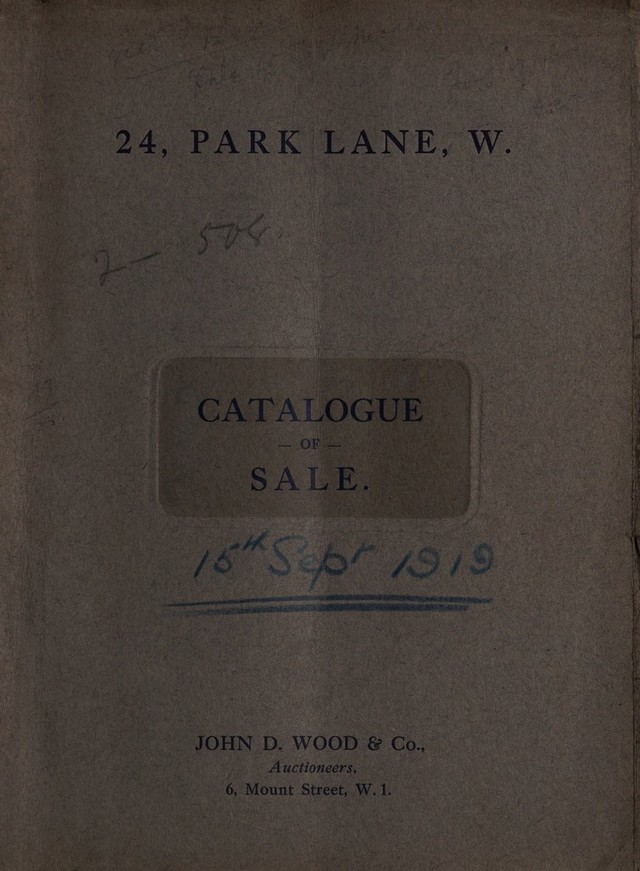 24, PARK LANE, W.
2 - 508.
CATALOGUE
— OF —
SALE.
15th Sept 1919
JOHN D. WOOD & Co.,
Auctioneers,
6, Mount Street, W. 1.